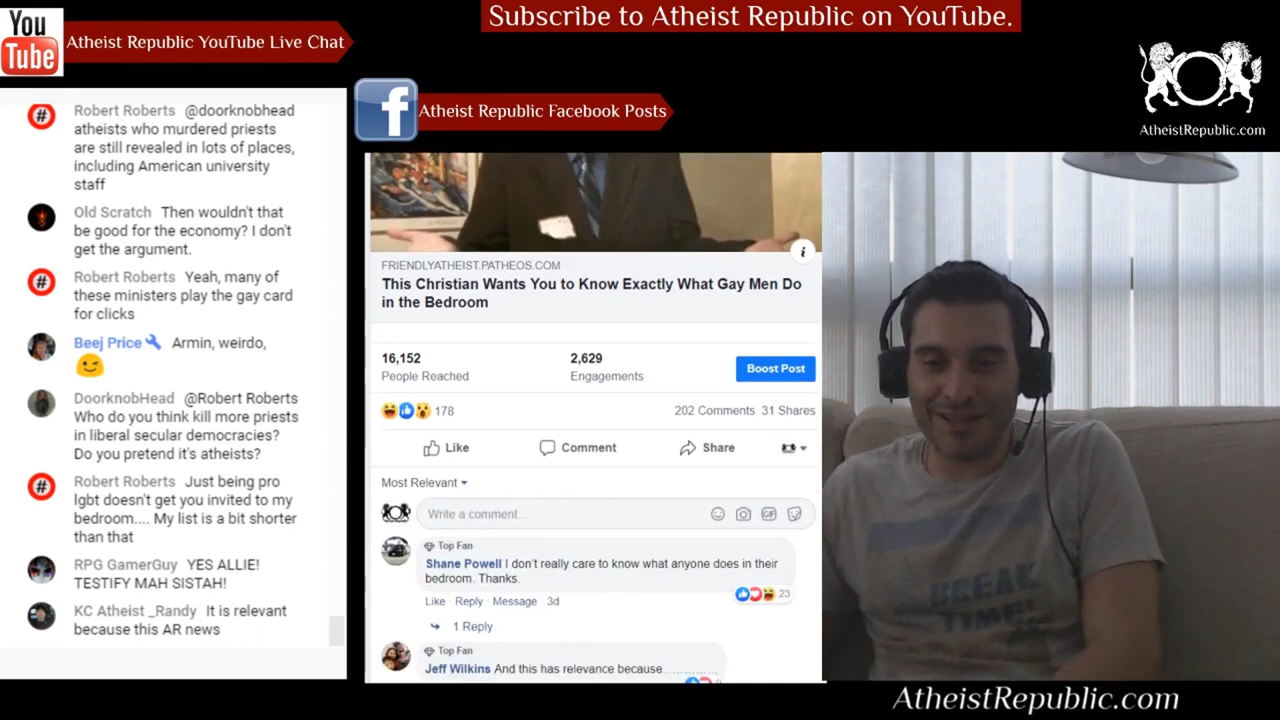 Subscribe to Atheist Republic on YouTube.
You
Tube
Atheist Republic YouTube Live Chat
AtheistRepublic.com
f
Atheist Republic Facebook Posts
#
Robert Roberts @doorknobhead
atheists who murdered priests
are still revealed in lots of places,
including American university
staff
Old Scratch Then wouldn't that
be good for the economy? I don't
get the argument.
#
Robert Roberts Yeah, many of
these ministers play the gay card
for clicks
Beej Price Armin, weirdo,
DoorknobHead @Robert Roberts
Who do you think kill more priests
in liberal secular democracies?
Do you pretend it's atheists?
#
Robert Roberts Just being pro
lgbt doesn't get you invited to my
bedroom.... My list is a bit shorter
than that
RPG GamerGuy YES ALLIE!
TESTIFY MAH SISTAH!
KC Atheist _Randy It is relevant
because this AR news
i
FRIENDLYATHEIST.PATHEOS.COM
This Christian Wants You to Know Exactly What Gay Men Do
in the Bedroom
16,152
People Reached
2,629
Engagements
Boost Post
178
202 Comments 31 Shares
Like
Comment
Share
Most Relevant
Write a comment...
GIF
Top Fan
Shane Powell I don't really care to know what anyone does in their
bedroom. Thanks.
23
Like Reply Message 3d
1 Reply
Top Fan
Jeff Wilkins And this has relevance because
BREAK
TIME!
AtheistRepublic.com